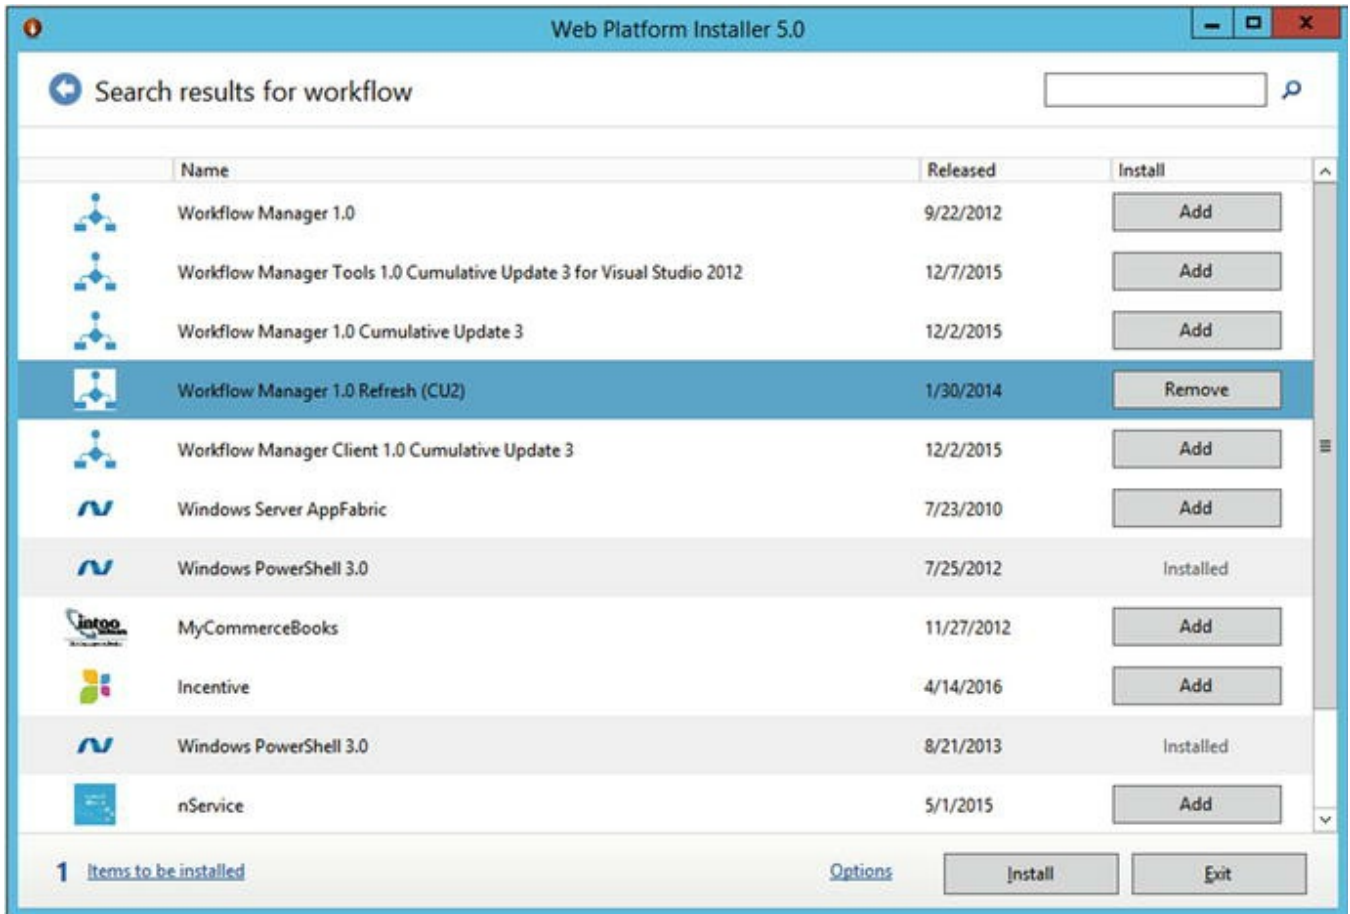 Web Platform Installer 5.0
Search results for workflow
Name Released Install
Workflow Manager 1.0 9/22/2012 Add
Workflow Manager Tools 1.0 Cumulative Update 3 for Visual Studio 2012 12/7/2015 Add
Workflow Manager 1.0 Cumulative Update 3 12/2/2015 Add
Workflow Manager 1.0 Refresh (CU2) 1/30/2014 Remove
Workflow Manager Client 1.0 Cumulative Update 3 12/2/2015 Add
Windows Server AppFabric 7/23/2010 Add
Windows PowerShell 3.0 7/25/2012 Installed
intoo
MyCommerceBooks 11/27/2012 Add
Incentive 4/14/2016 Add
Windows PowerShell 3.0 8/21/2013 Installed
nService 5/1/2015 Add
1 Items to be installed Options Install Exit